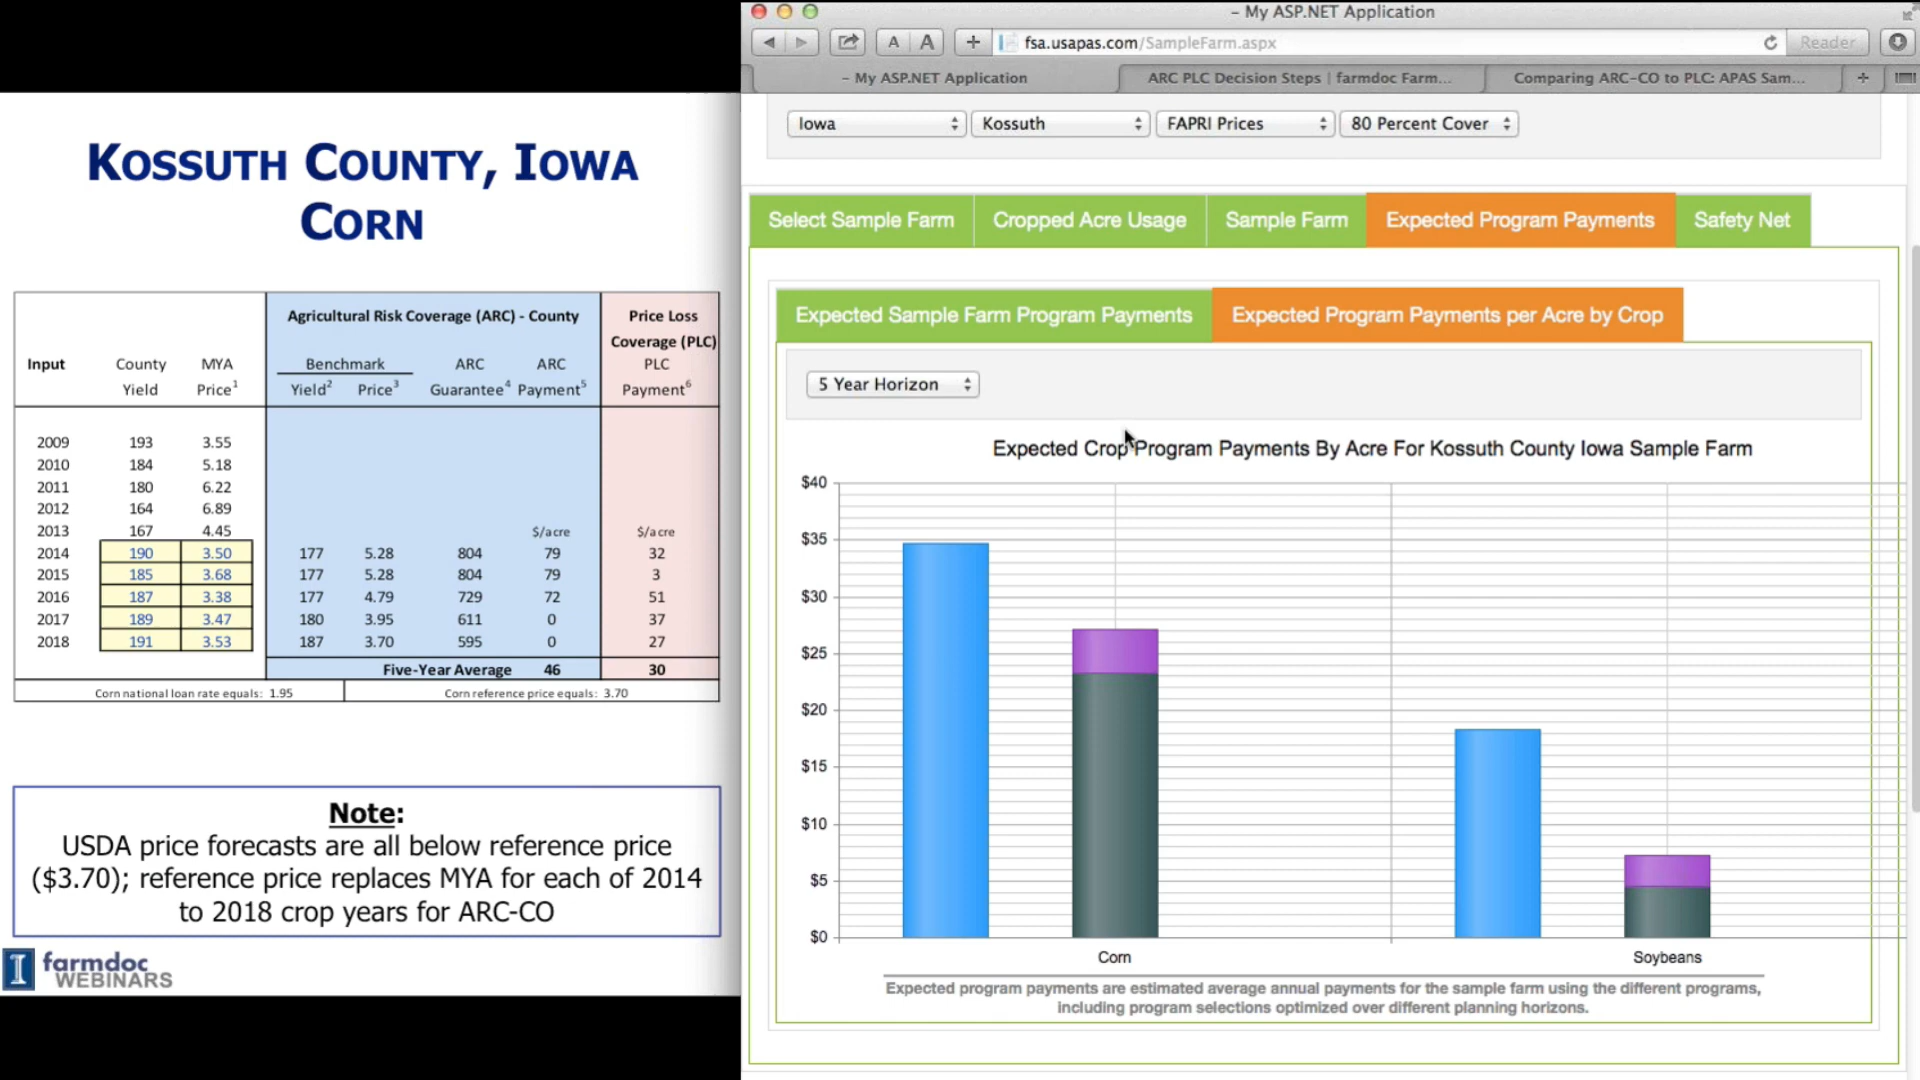 KOSSUTH COUNTY, IOWA
CORN
Agricultural Risk Coverage (ARC) - County
Price Loss
Coverage (PLC)
Input County MYA Benchmark ARC ARC PLC
Yield Price1 Yield2 Price3 Guarantee4 Payment5 Payment6
2009 193 3.55
2010 184 5.18
2011 180 6.22
2012 164 6.89
2013 167 4.45 $/acre $/acre
2014 190 3.50 177 5.28 804 79 32
2015 185 3.68 177 5.28 804 79 3
2016 187 3.38 177 4.79 729 72 51
2017 189 3.47 180 3.95 611 0 37
2018 191 3.53 187 3.70 595 0 27
Five-Year Average 46 30
Corn national loan rate equals: 1.95 Corn reference price equals: 3.70
Note:
USDA price forecasts are all below reference price
($3.70); reference price replaces MYA for each of 2014
to 2018 crop years for ARC-CO
I farmdoc
WEBINARS
– My ASP.NET Application
A A + fsa.usapas.com/SampleFarm.aspx Reader
– My ASP.NET Application ARC PLC Decision Steps | farmdoc Farm... Comparing ARC-CO to PLC: APAS Sam... +
Iowa Kossuth FAPRI Prices 80 Percent Cover
Select Sample Farm Cropped Acre Usage Sample Farm Expected Program Payments Safety Net
Expected Sample Farm Program Payments Expected Program Payments per Acre by Crop
5 Year Horizon
Expected Crop Program Payments By Acre For Kossuth County Iowa Sample Farm
$40
$35
$30
$25
$20
$15
$10
$5
$0
Corn Soybeans
Expected program payments are estimated average annual payments for the sample farm using the different programs,
including program selections optimized over different planning horizons.